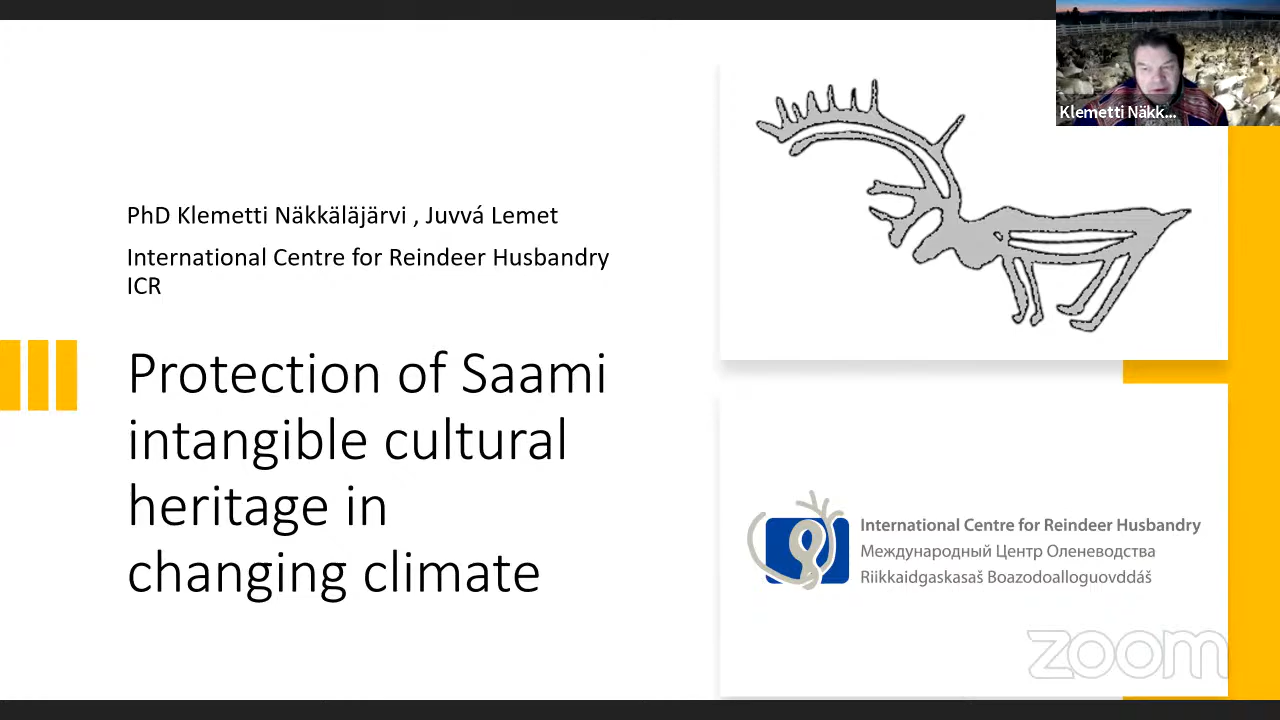 Klemetti Näkk...
PhD Klemetti Näkkäläjärvi , Juvvá Lemet
International Centre for Reindeer Husbandry
ICR
Protection of Saami
intangible cultural
heritage in
changing climate
International Centre for Reindeer Husbandry
Международный Центр Оленеводства
Riikkaidgaskasaš Boazodoalloguovddáš
zoom